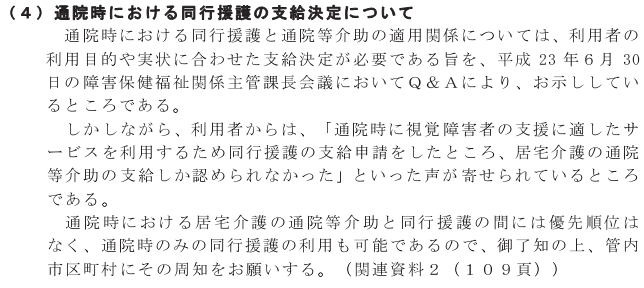 （４）通院時における同行援護の支給決定について
通院時における同行援護と通院等介助の適用関係については、利用者の
利用目的や実状に合わせた支給決定が必要である旨を、平成 23 年６月 30
日の障害保健福祉関係主管課長会議においてＱ＆Ａにより、お示ししてい
るところである。
しかしながら、利用者からは、「通院時に視覚障害者の支援に適したサ
ービスを利用するため同行援護の支給申請をしたところ、居宅介護の通院
等介助の支給しか認められなかった」といった声が寄せられているところ
である。
通院時における居宅介護の通院等介助と同行援護の間には優先順位は
なく、通院時のみの同行援護の利用も可能であるので、御了知の上、管内
市区町村にその周知をお願いする。（関連資料２（１０９頁））